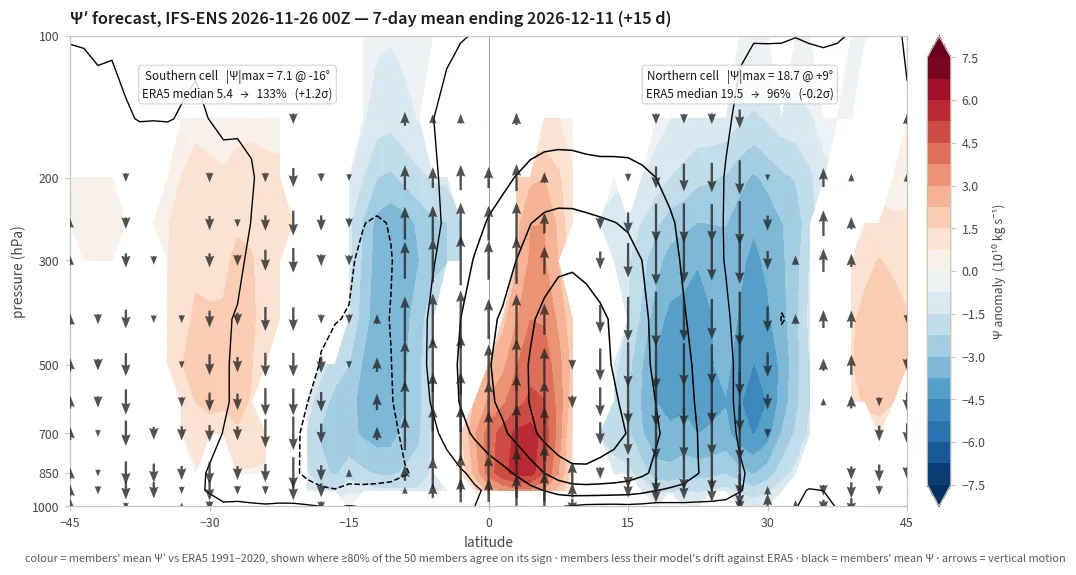 Ψ′ forecast, IFS-ENS 2026-11-26 00Z — 7-day mean ending 2026-12-11 (+15 d)
Southern cell |Ψ|max = 7.1 @ -16°
ERA5 median 5.4 → 133% (+1.2σ)
Northern cell |Ψ|max = 18.7 @ +9°
ERA5 median 19.5 → 96% (-0.2σ)
100
200
300
400
500
700
850
1000
pressure (hPa)
−45
−30
−15
0
15
30
45
latitude
7.5
6.0
4.5
3.0
1.5
0.0
−1.5
−3.0
−4.5
−6.0
−7.5
Ψ anomaly (10¹⁰ kg s⁻¹)
colour = members' mean Ψ′ vs ERA5 1991–2020, shown where ≥80% of the 50 members agree on its sign · members less their model's drift against ERA5 · black = members' mean Ψ · arrows = vertical motion